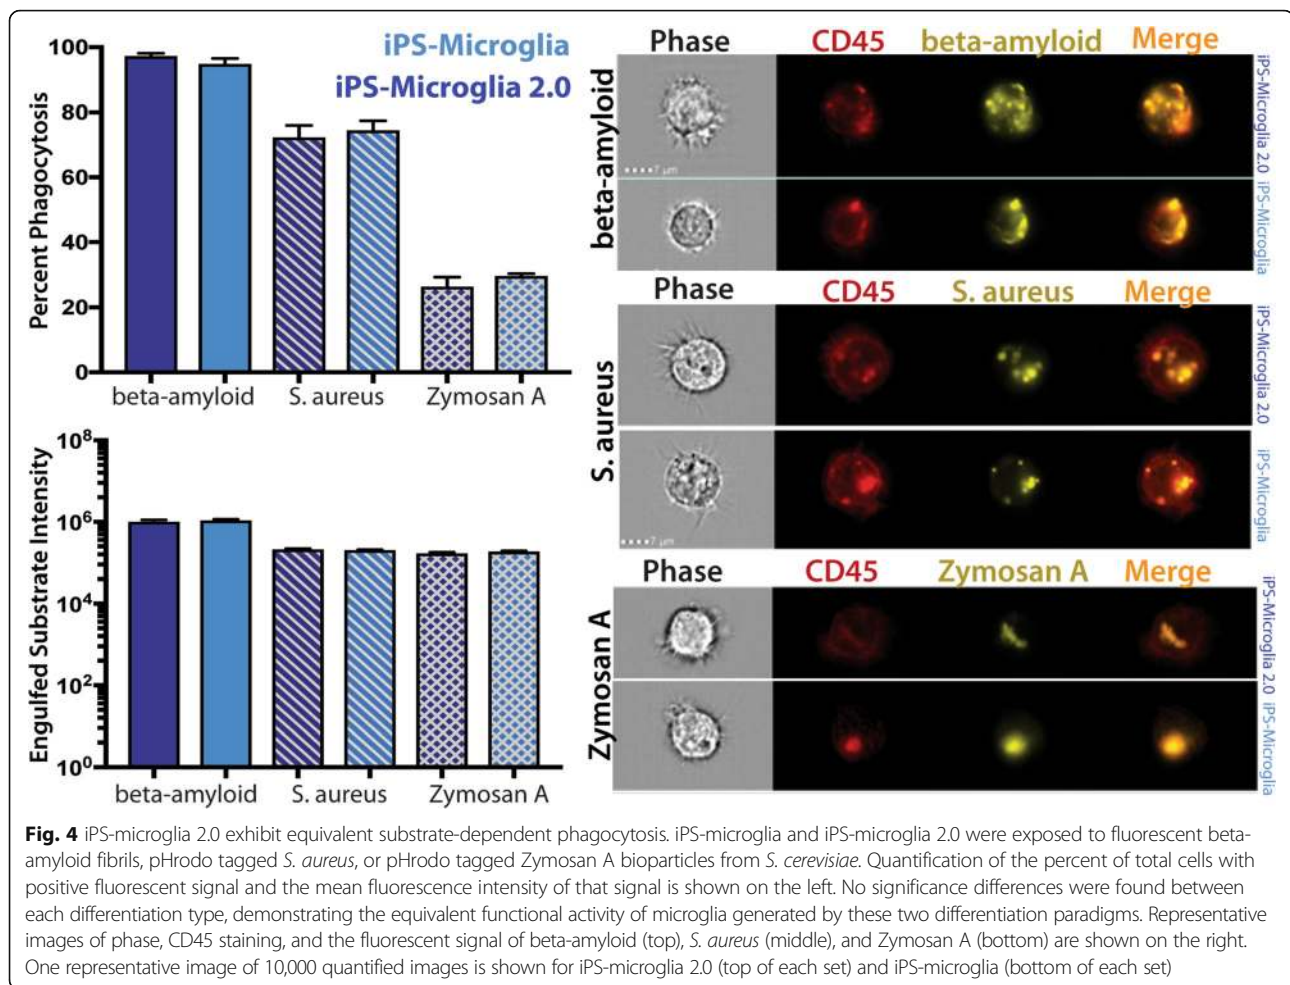 iPS-Microglia
iPS-Microglia 2.0
Percent Phagocytosis
100
80
60
40
20
0
beta-amyloid S. aureus Zymosan A
Engulfed Substrate Intensity
10⁸
10⁶
10⁴
10²
10⁰
beta-amyloid S. aureus Zymosan A
beta-amyloid
Phase CD45 beta-amyloid Merge
7 μm
iPS-Microglia 2.0
iPS-Microglia
S. aureus
Phase CD45 S. aureus Merge
7 μm
iPS-Microglia 2.0
iPS-Microglia
Zymosan A
Phase CD45 Zymosan A Merge
iPS-Microglia 2.0
iPS-Microglia
Fig. 4 iPS-microglia 2.0 exhibit equivalent substrate-dependent phagocytosis. iPS-microglia and iPS-microglia 2.0 were exposed to fluorescent beta-
amyloid fibrils, pHrodo tagged S. aureus, or pHrodo tagged Zymosan A bioparticles from S. cerevisiae. Quantification of the percent of total cells with
positive fluorescent signal and the mean fluorescence intensity of that signal is shown on the left. No significance differences were found between
each differentiation type, demonstrating the equivalent functional activity of microglia generated by these two differentiation paradigms. Representative
images of phase, CD45 staining, and the fluorescent signal of beta-amyloid (top), S. aureus (middle), and Zymosan A (bottom) are shown on the right.
One representative image of 10,000 quantified images is shown for iPS-microglia 2.0 (top of each set) and iPS-microglia (bottom of each set)